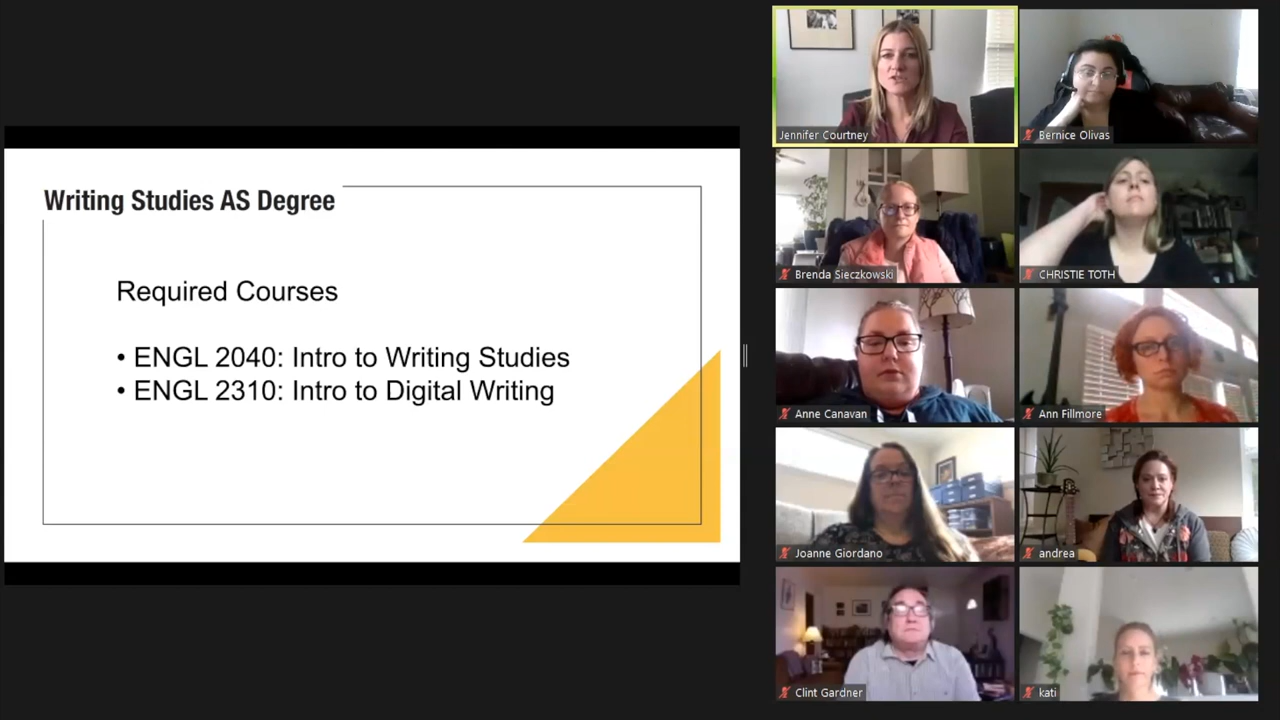 Writing Studies AS Degree
Required Courses
• ENGL 2040: Intro to Writing Studies
• ENGL 2310: Intro to Digital Writing
Jennifer Courtney
Bernice Olivas
Brenda Sieczkowski
CHRISTIE TOTH
Anne Canavan
Ann Fillmore
Joanne Giordano
andrea
Clint Gardner
kati